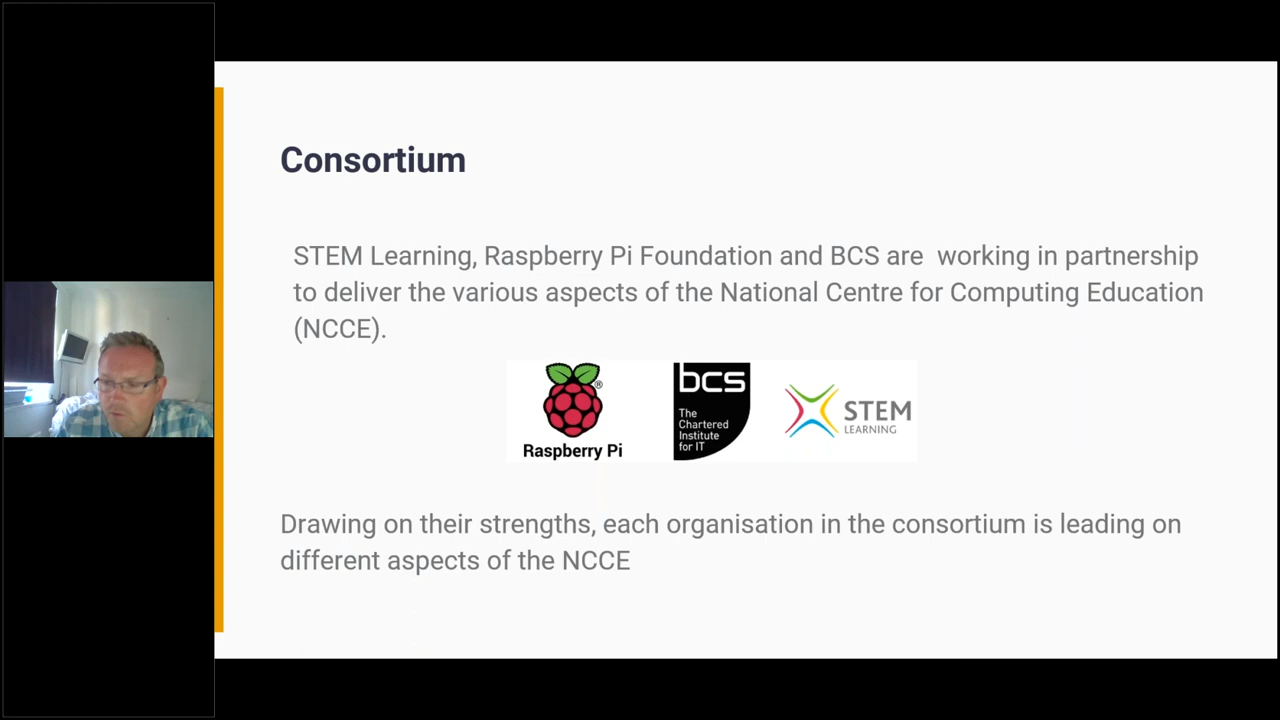 Consortium
STEM Learning, Raspberry Pi Foundation and BCS are  working in partnership
to deliver the various aspects of the National Centre for Computing Education
(NCCE).
Raspberry Pi
®
bcs
The
Chartered
Institute
for IT
STEM
LEARNING
Drawing on their strengths, each organisation in the consortium is leading on
different aspects of the NCCE